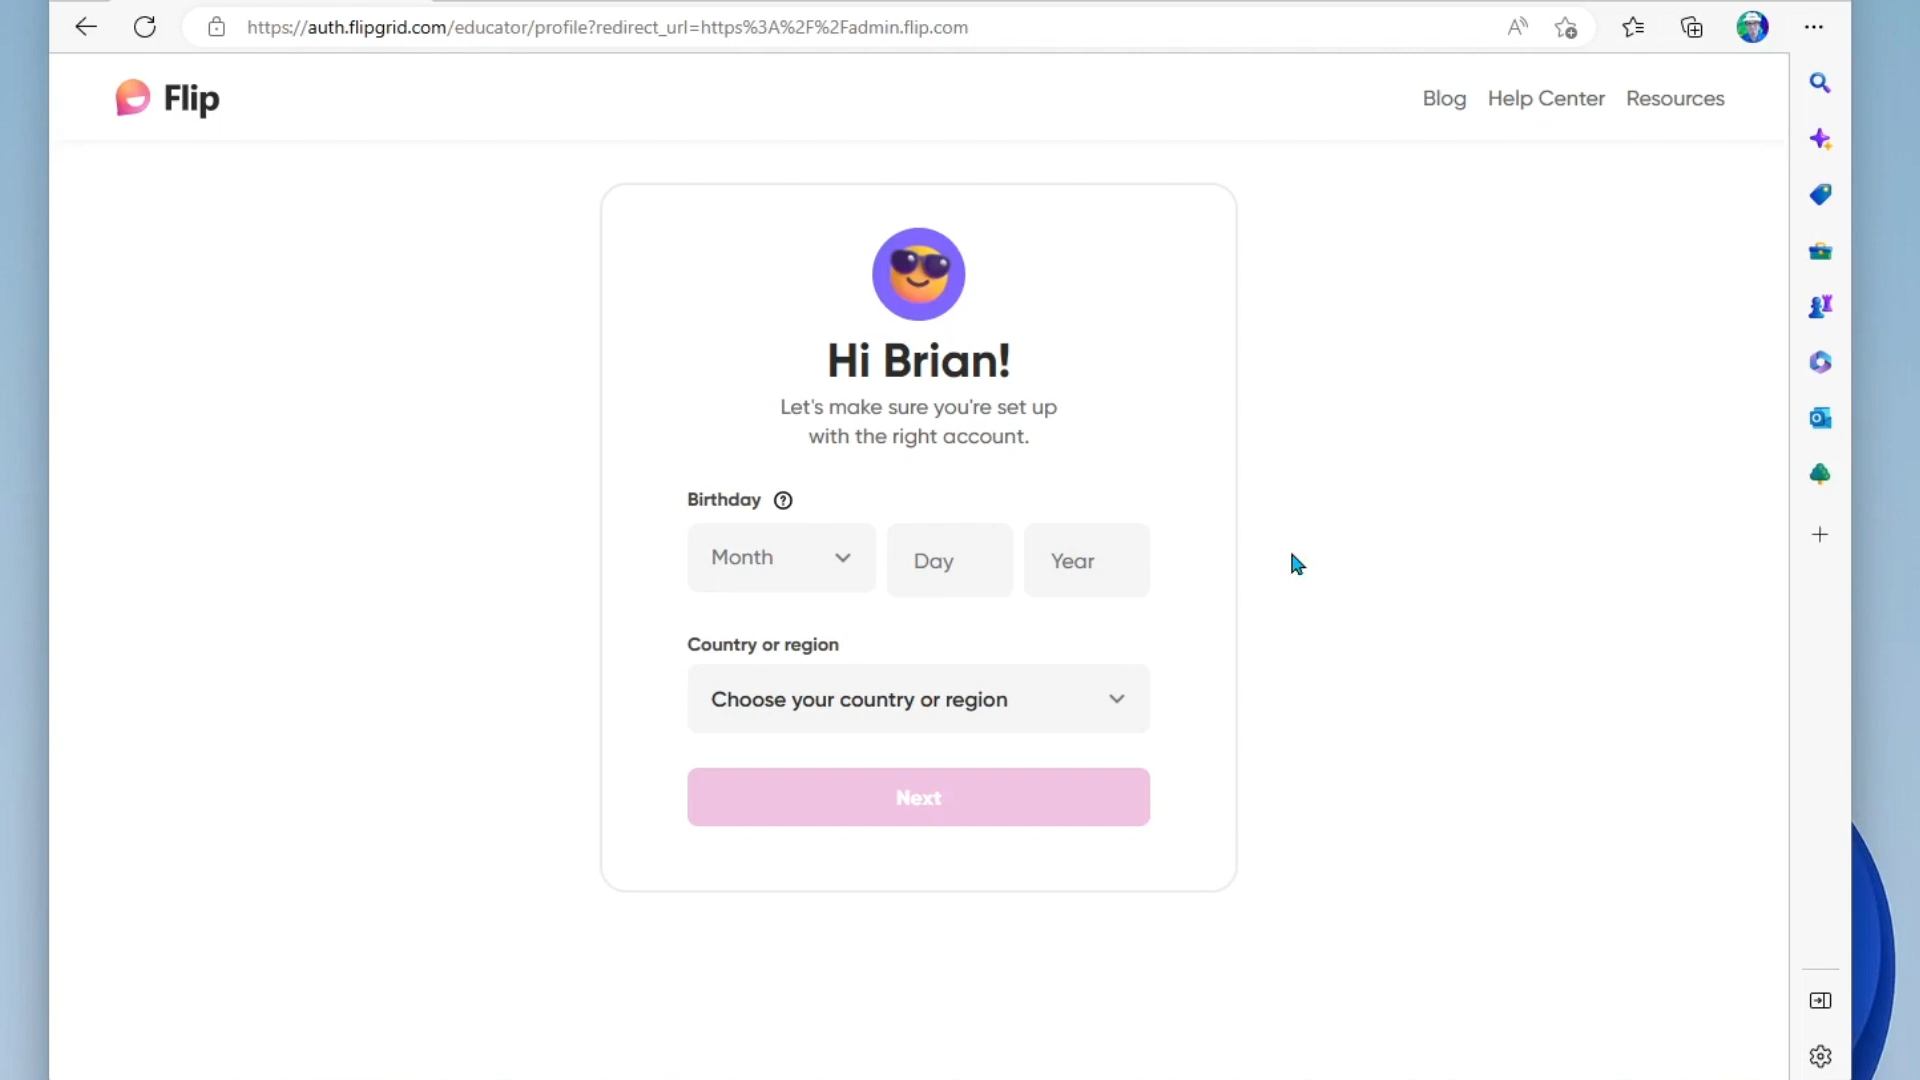 https://auth.flipgrid.com/educator/profile?redirect_url=https%3A%2F%2Fadmin.flip.com
Flip
Blog
Help Center
Resources
Hi Brian!
Let's make sure you're set up
with the right account.
Birthday ?
Month
Day
Year
Country or region
Choose your country or region
Next